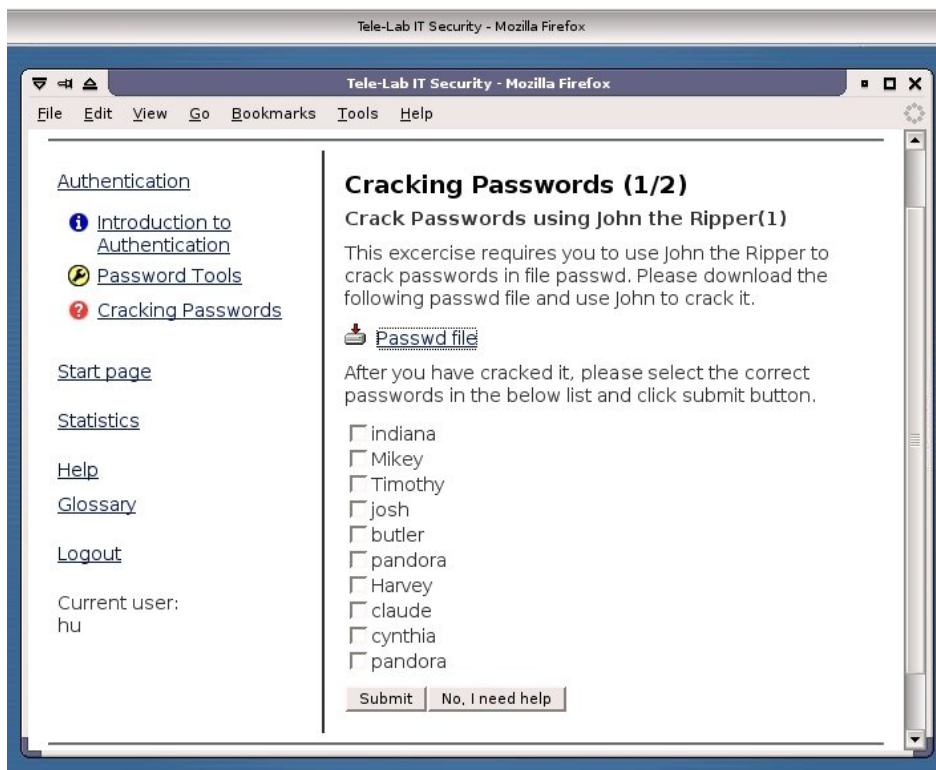 Tele-Lab IT Security - Mozilla Firefox
Tele-Lab IT Security - Mozilla Firefox
File Edit View Go Bookmarks Tools Help
Authentication
Introduction to
Authentication
Password Tools
Cracking Passwords
Start page
Statistics
Help
Glossary
Logout
Current user:
hu
Cracking Passwords (1/2)
Crack Passwords using John the Ripper(1)
This excercise requires you to use John the Ripper to
crack passwords in file passwd. Please download the
following passwd file and use John to crack it.
Passwd file
After you have cracked it, please select the correct
passwords in the below list and click submit button.
indiana
Mikey
Timothy
josh
butler
pandora
Harvey
claude
cynthia
pandora
Submit No, I need help